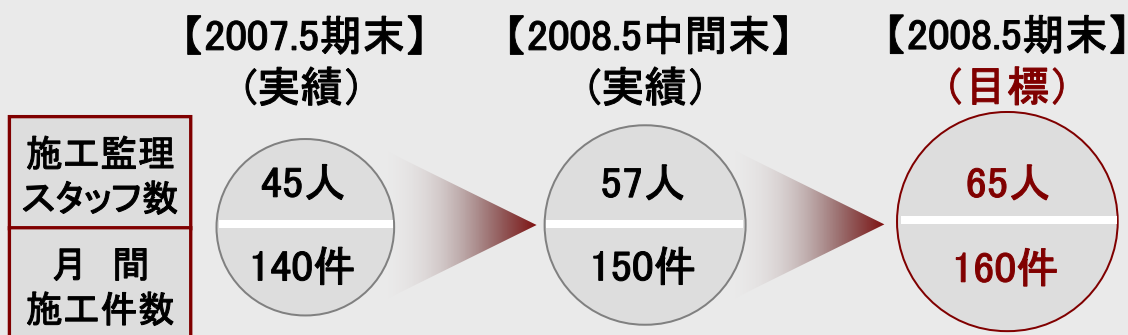 【2007.5期末】 【2008.5中間末】 【2008.5期末】
(実績) (実績) (目標)
施工監理
スタッフ数
45人 57人 65人
月　間
施工件数
140件 150件 160件